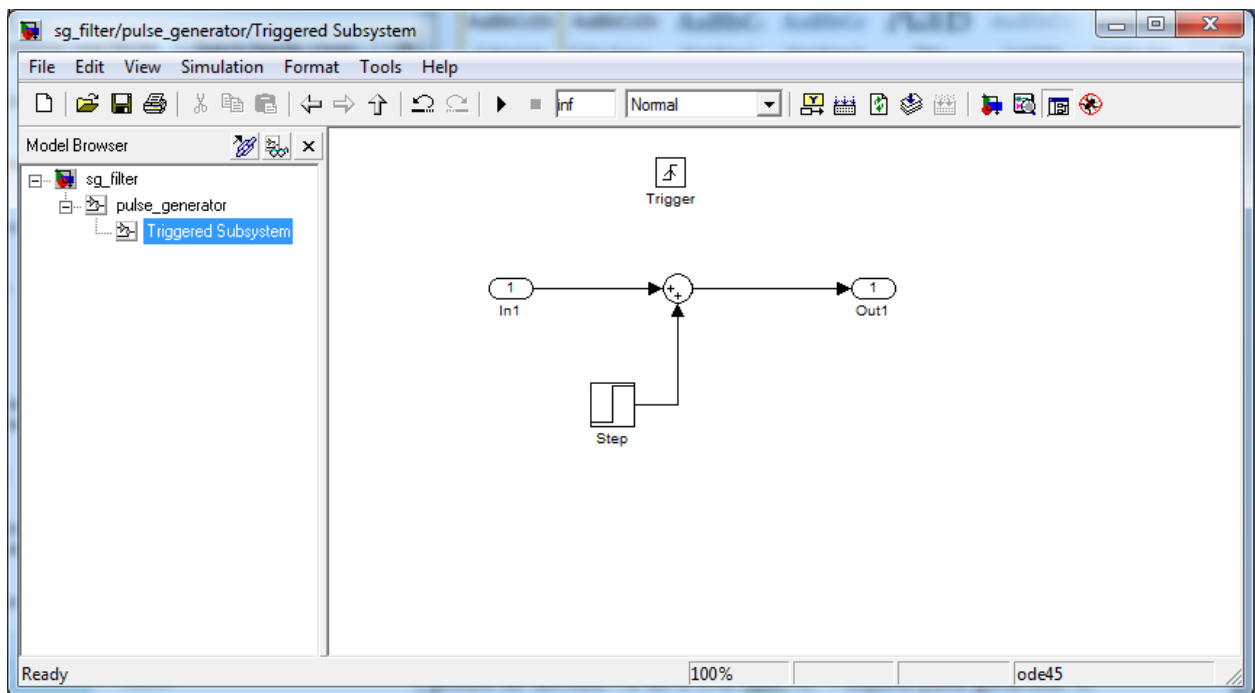 sg_filter/pulse_generator/Triggered Subsystem
File Edit View Simulation Format Tools Help
inf Normal
Model Browser
sg_filter
pulse_generator
Triggered Subsystem
Trigger
1
In1
+
+
1
Out1
Step
Ready 100% ode45